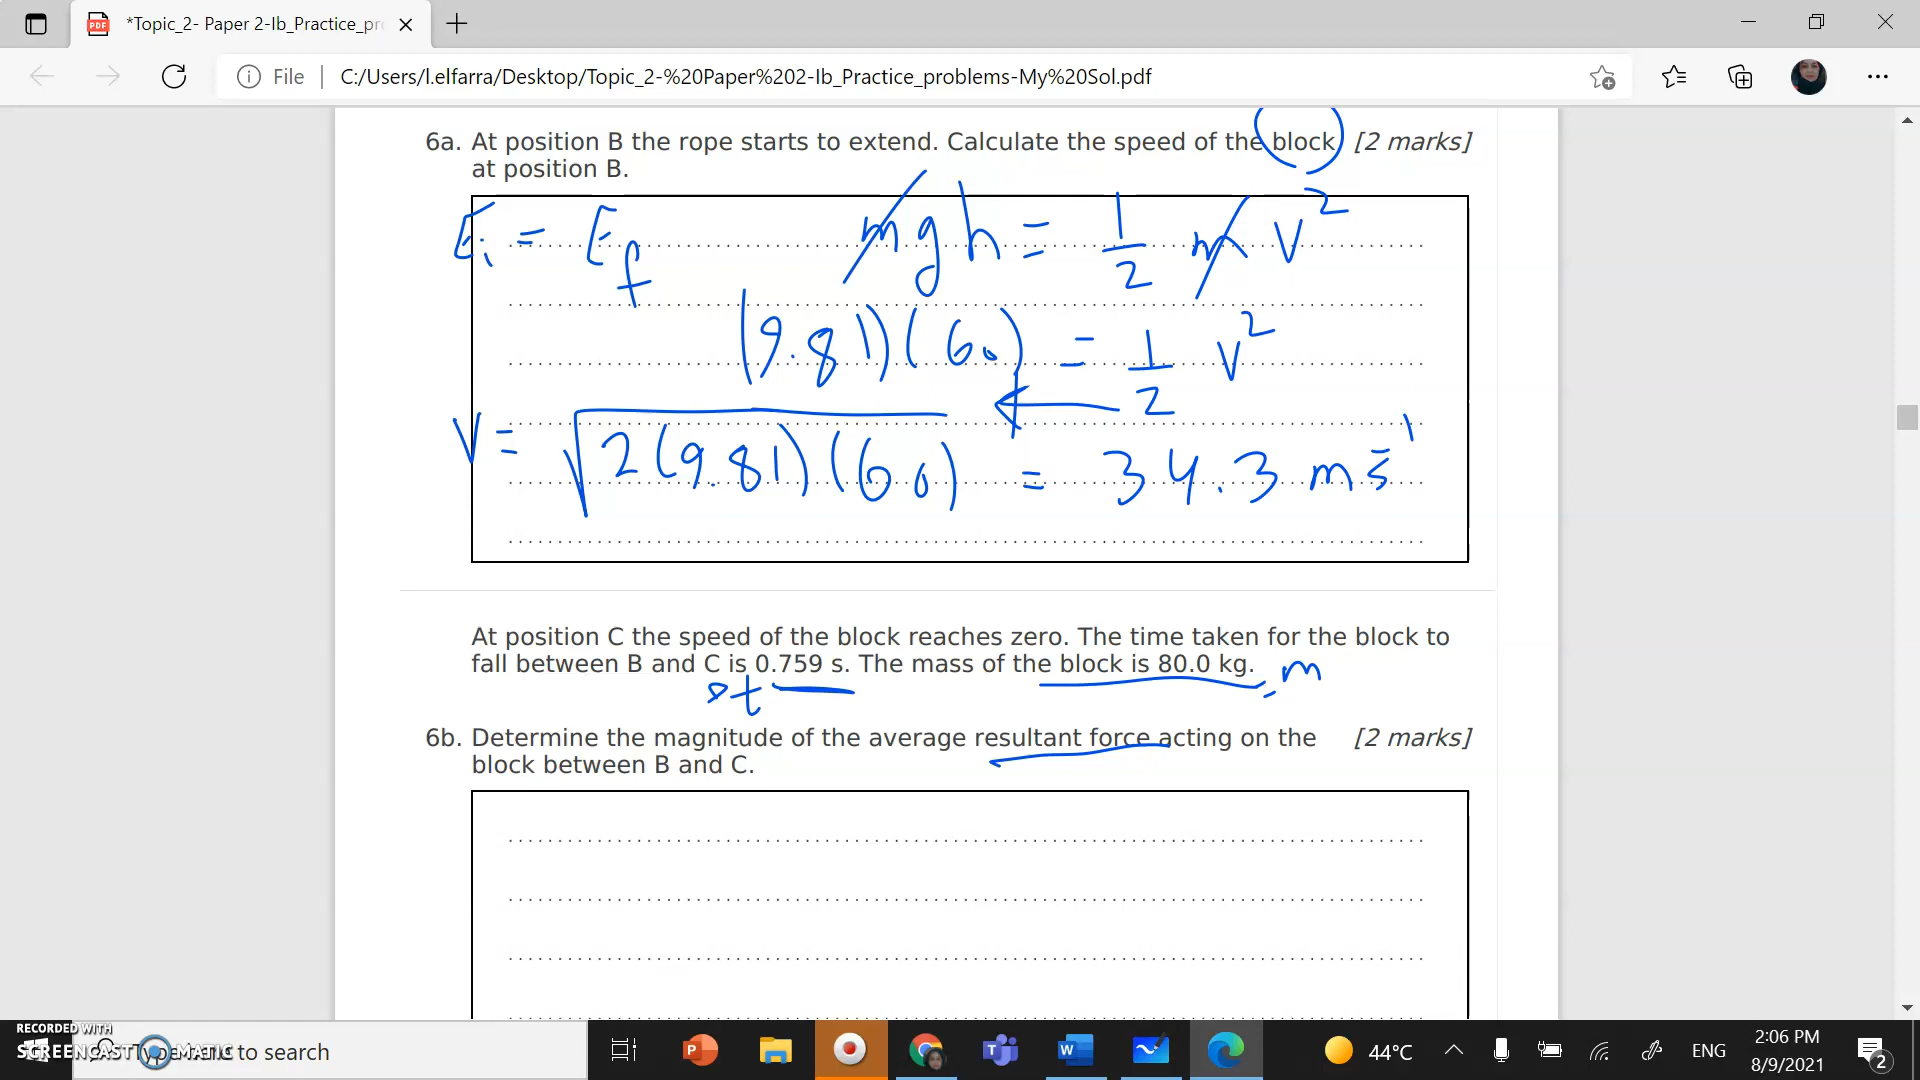 *Topic_2- Paper 2-Ib_Practice_pr
File
C:/Users/l.elfarra/Desktop/Topic_2-%20Paper%202-Ib_Practice_problems-My%20Sol.pdf
6a. At position B the rope starts to extend. Calculate the speed of the block [2 marks]
at position B.
Ei = Ef mgh = 1/2 m v²
(9.81)(60) = 1/2 v²
v = √2(9.81)(60) = 34.3 ms⁻¹
At position C the speed of the block reaches zero. The time taken for the block to
fall between B and C is 0.759 s. The mass of the block is 80.0 kg.
= m
t
6b. Determine the magnitude of the average resultant force acting on the [2 marks]
block between B and C.
RECORDED WITH
SCREENCAST MATIC
to search
44°C
ENG
2:06 PM
8/9/2021
2